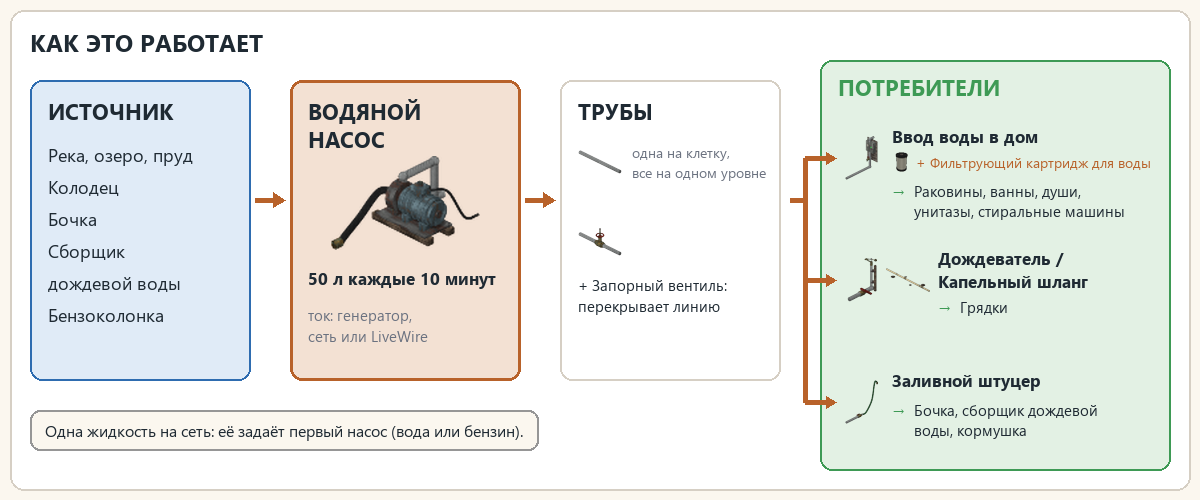 КАК ЭТО РАБОТАЕТ
ИСТОЧНИК
Река, озеро, пруд
Колодец
Бочка
Сборщик
дождевой воды
Бензоколонка
ВОДЯНОЙ
НАСОС
50 л каждые 10 минут
ток: генератор,
сеть или LiveWire
ТРУБЫ
одна на клетку,
все на одном уровне
+ Запорный вентиль:
перекрывает линию
ПОТРЕБИТЕЛИ
Ввод воды в дом
+ Фильтрующий картридж для воды
→ Раковины, ванны, души,
унитазы, стиральные машины
Дождеватель /
Капельный шланг
→ Грядки
Заливной штуцер
→ Бочка, сборщик дождевой
воды, кормушка
Одна жидкость на сеть: её задаёт первый насос (вода или бензин).